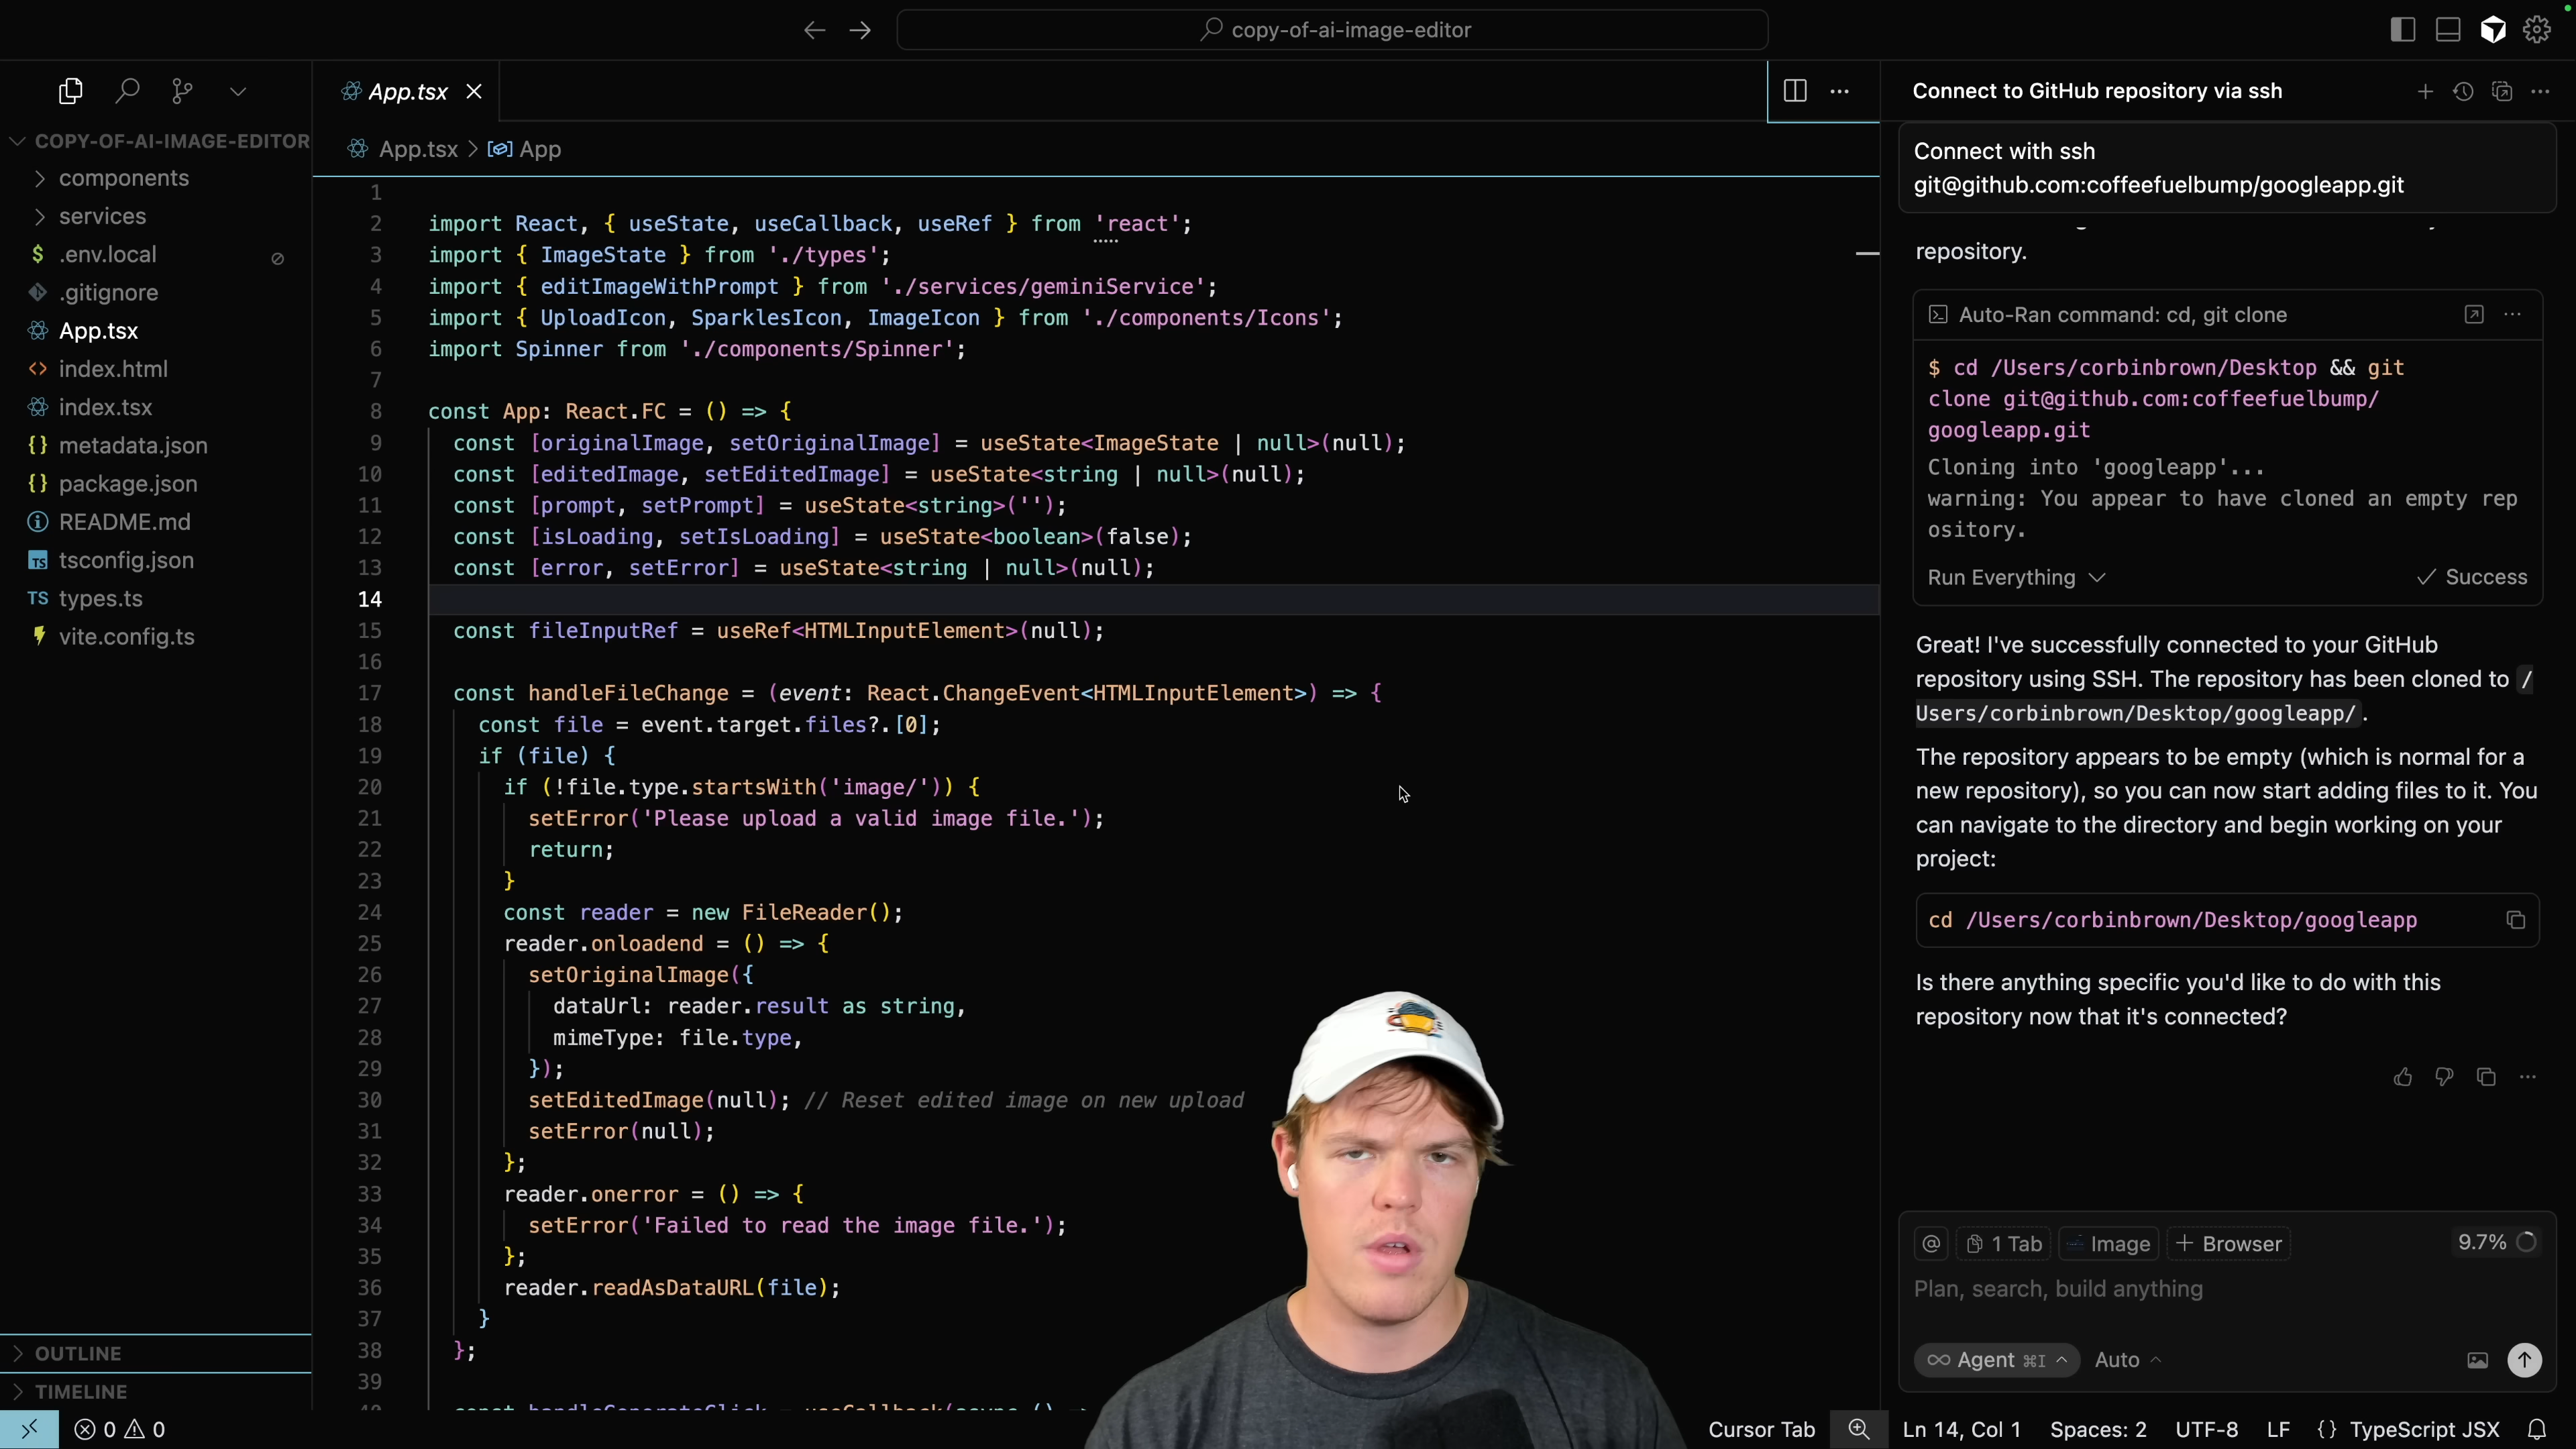 copy-of-ai-image-editor
COPY-OF-AI-IMAGE-EDITOR
components
services
$ .env.local
.gitignore
App.tsx
<> index.html
index.tsx
{} metadata.json
{} package.json
README.md
TS tsconfig.json
TS types.ts
vite.config.ts
OUTLINE
TIMELINE
App.tsx
App.tsx > App
1
2 import React, { useState, useCallback, useRef } from 'react';
3 import { ImageState } from './types';
4 import { editImageWithPrompt } from './services/geminiService';
5 import { UploadIcon, SparklesIcon, ImageIcon } from './components/Icons';
6 import Spinner from './components/Spinner';
7
8 const App: React.FC = () => {
9 const [originalImage, setOriginalImage] = useState<ImageState | null>(null);
10 const [editedImage, setEditedImage] = useState<string | null>(null);
11 const [prompt, setPrompt] = useState<string>('');
12 const [isLoading, setIsLoading] = useState<boolean>(false);
13 const [error, setError] = useState<string | null>(null);
14
15 const fileInputRef = useRef<HTMLInputElement>(null);
16
17 const handleFileChange = (event: React.ChangeEvent<HTMLInputElement>) => {
18 const file = event.target.files?.[0];
19 if (file) {
20 if (!file.type.startsWith('image/')) {
21 setError('Please upload a valid image file.');
22 return;
23 }
24 const reader = new FileReader();
25 reader.onloadend = () => {
26 setOriginalImage({
27 dataUrl: reader.result as string,
28 mimeType: file.type,
29 });
30 setEditedImage(null); // Reset edited image on new upload
31 setError(null);
32 };
33 reader.onerror = () => {
34 setError('Failed to read the image file.');
35 };
36 reader.readAsDataURL(file);
37 }
38 };
39
Connect to GitHub repository via ssh
Connect with ssh
git@github.com:coffeefuelbump/googleapp.git
repository.
Auto-Ran command: cd, git clone
$ cd /Users/corbinbrown/Desktop && git
clone git@github.com:coffeefuelbump/
googleapp.git
Cloning into 'googleapp'...
warning: You appear to have cloned an empty rep
ository.
Run Everything
Success
Great! I've successfully connected to your GitHub
repository using SSH. The repository has been cloned to /
Users/corbinbrown/Desktop/googleapp/ .
The repository appears to be empty (which is normal for a
new repository), so you can now start adding files to it. You
can navigate to the directory and begin working on your
project:
cd /Users/corbinbrown/Desktop/googleapp
Is there anything specific you'd like to do with this
repository now that it's connected?
@ 1 Tab Image + Browser 9.7%
Plan, search, build anything
Agent ⌘I Auto
0 0 Cursor Tab Ln 14, Col 1 Spaces: 2 UTF-8 LF {} TypeScript JSX